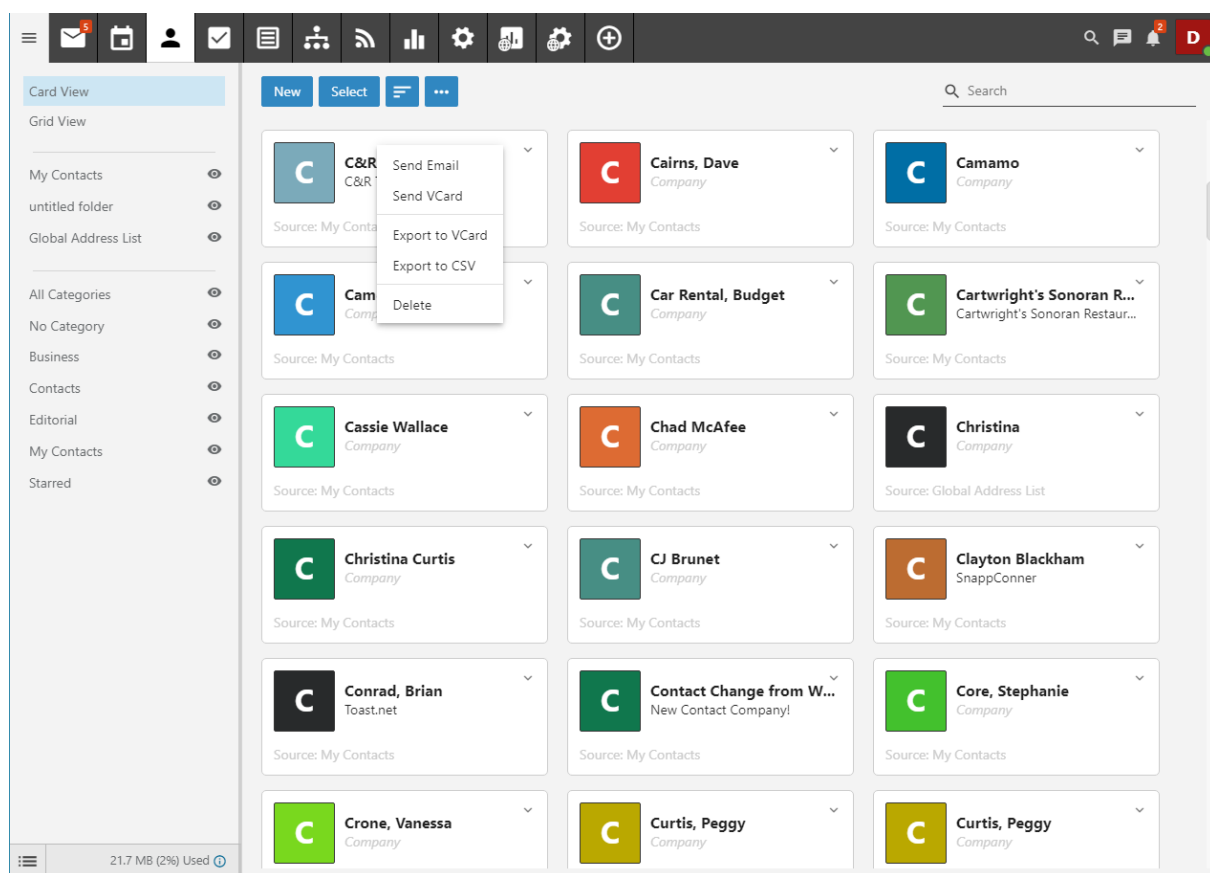 5
2
D
Card View
Grid View
My Contacts
untitled folder
Global Address List
All Categories
No Category
Business
Contacts
Editorial
My Contacts
Starred
21.7 MB (2%) Used
New
Select
Search
C
C&R
C&R
Source: My Conta
Send Email
Send VCard
Export to VCard
Export to CSV
Delete
C
Cairns, Dave
Company
Source: My Contacts
C
Camamo
Company
Source: My Contacts
C
Cam
Comp
Source: My Contacts
C
Car Rental, Budget
Company
Source: My Contacts
C
Cartwright's Sonoran R...
Cartwright's Sonoran Restaur...
Source: My Contacts
C
Cassie Wallace
Company
Source: My Contacts
C
Chad McAfee
Company
Source: My Contacts
C
Christina
Company
Source: Global Address List
C
Christina Curtis
Company
Source: My Contacts
C
CJ Brunet
Company
Source: My Contacts
C
Clayton Blackham
SnappConner
Source: My Contacts
C
Conrad, Brian
Toast.net
Source: My Contacts
C
Contact Change from W...
New Contact Company!
Source: My Contacts
C
Core, Stephanie
Company
Source: My Contacts
C
Crone, Vanessa
Company
C
Curtis, Peggy
Company
C
Curtis, Peggy
Company